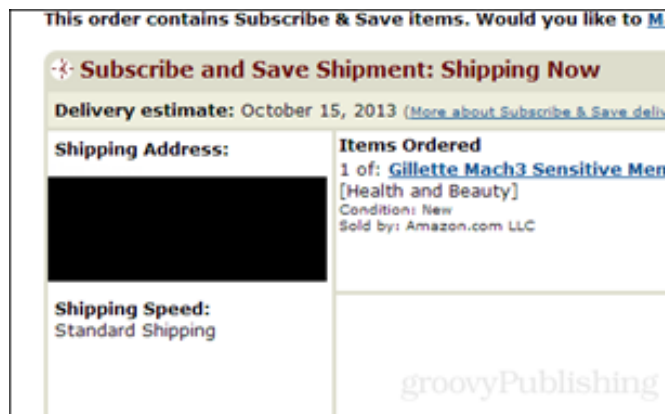 This order contains Subscribe & Save items. Would you like to
Subscribe and Save Shipment: Shipping Now
Delivery estimate: October 15, 2013 (More about Subscribe & Save
Shipping Address:
Items Ordered
1 of: Gillette Mach3 Sensitive Men
[Health and Beauty]
Condition: New
Sold by: Amazon.com LLC
Shipping Speed:
Standard Shipping
groovyPublishing